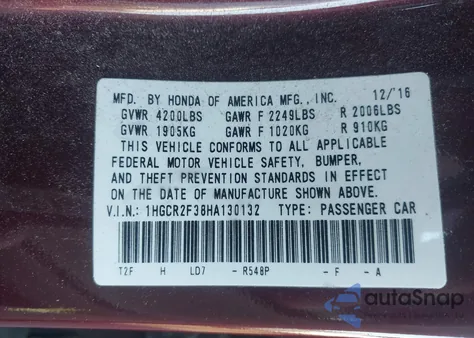 MFD. BY HONDA OF AMERICA MFG., INC. 12/'16
GVWR 4200LBS GAWR F 2249LBS R 2006LBS
GVWR 1905KG GAWR F 1020KG R 910KG
THIS VEHICLE CONFORMS TO ALL APPLICABLE
FEDERAL MOTOR VEHICLE SAFETY, BUMPER,
AND THEFT PREVENTION STANDARDS IN EFFECT
ON THE DATE OF MANUFACTURE SHOWN ABOVE.
V.I.N.: 1HGCR2F38HA130132 TYPE: PASSENGER CAR
T2F H LD7 - R548P - F - A
autoSnap